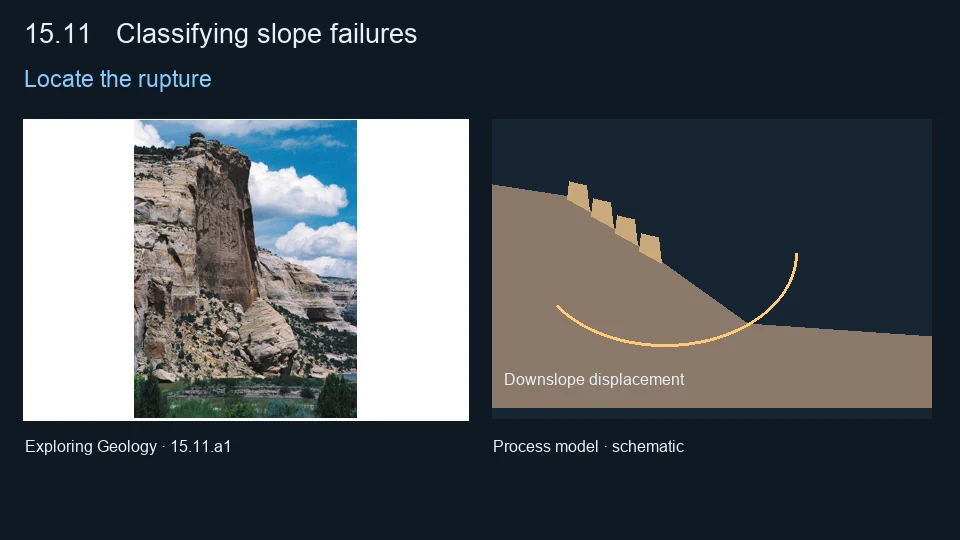 15.11 Classifying slope failures
Locate the rupture
Downslope displacement
Exploring Geology · 15.11.a1
Process model · schematic